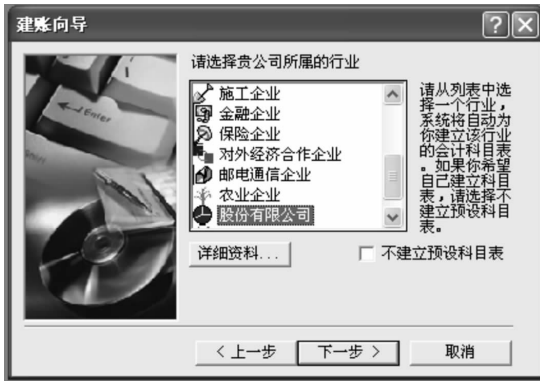 建账向导
请选择贵公司所属的行业
施工企业
金融企业
保险企业
对外经济合作企业
邮电通信企业
农业企业
股份有限公司
请从列表中选
择一个行业，
系统将自动为
你建立该行业
的会计科目表
。如果你希望
自己建立科目
表，请选择不
建立预设科目
表。
详细资料...
不建立预设科目表
< 上一步
下一步 >
取消
Enter